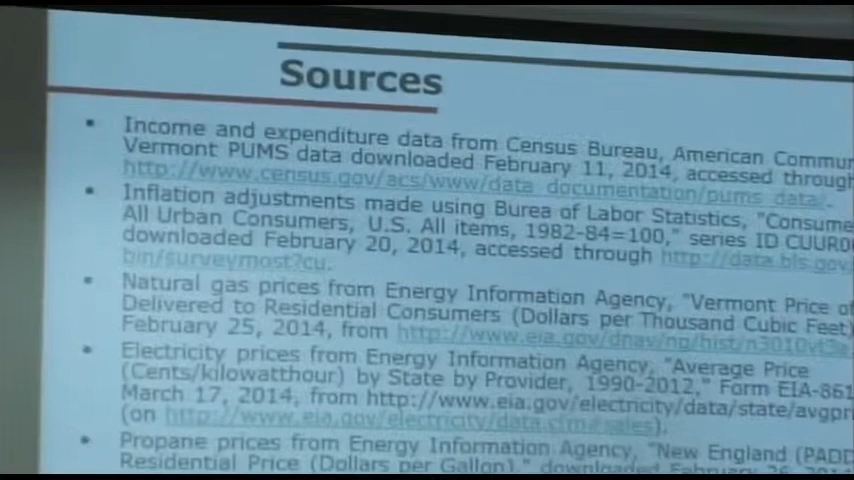 Sources
• Income and expenditure data from Census Bureau, American Commun
Vermont PUMS data downloaded February 11, 2014, accessed through
http://www.census.gov/acs/www/data_documentation/pums_data/.
• Inflation adjustments made using Burea of Labor Statistics, "Consume
All Urban Consumers, U.S. All items, 1982-84=100," series ID CUUR0
downloaded February 20, 2014, accessed through http://data.bls.gov
bin/surveymost?cu.
• Natural gas prices from Energy Information Agency, "Vermont Price of
Delivered to Residential Consumers (Dollars per Thousand Cubic Feet)
February 25, 2014, from http://www.eia.gov/dnav/ng/hist/n3010vt3a
• Electricity prices from Energy Information Agency, "Average Price
(Cents/kilowatthour) by State by Provider, 1990-2012," Form EIA-861
March 17, 2014, from http://www.eia.gov/electricity/data/state/avgpri
(on http://www.eia.gov/electricity/data.cfm#sales).
• Propane prices from Energy Information Agency, "New England (PADD
Residential Price (Dollars per Gallon)," downloaded February 26, 2014